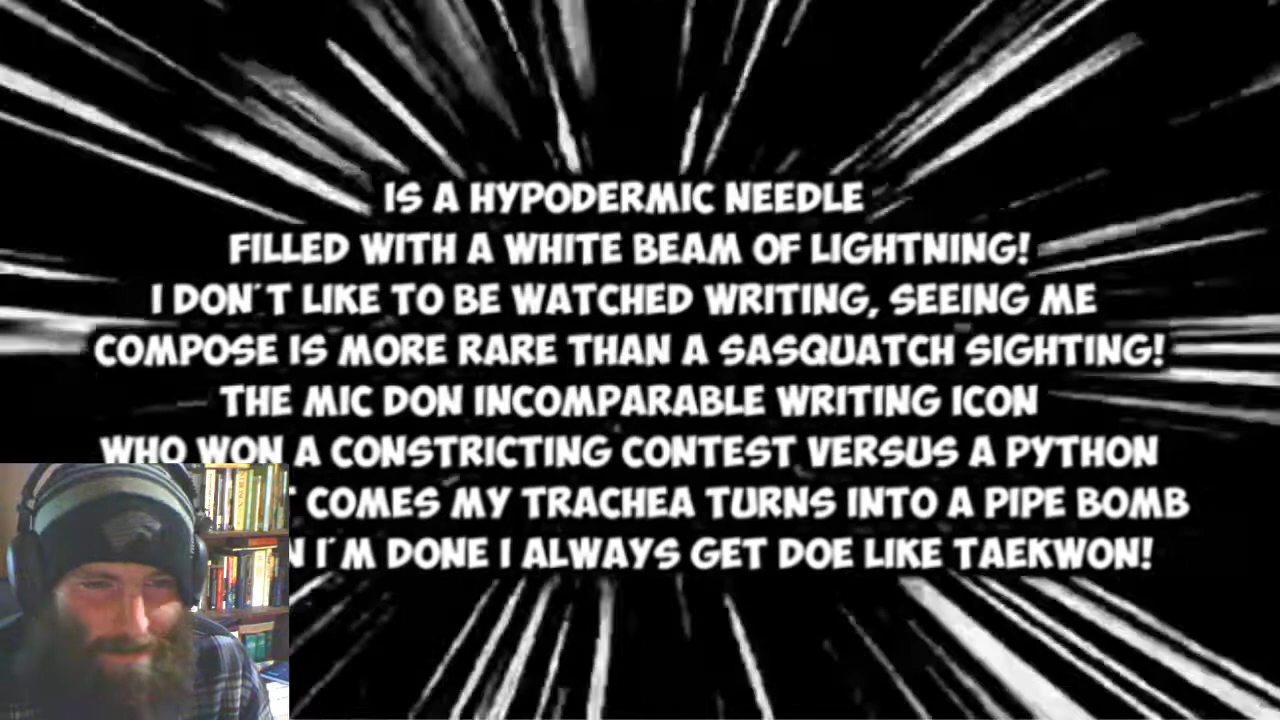 IS A HYPODERMIC NEEDLE
FILLED WITH A WHITE BEAM OF LIGHTNING!
I DON'T LIKE TO BE WATCHED WRITING, SEEING ME
COMPOSE IS MORE RARE THAN A SASQUATCH SIGHTING!
THE MIC DON INCOMPARABLE WRITING ICON
WHO WON A CONSTRICTING CONTEST VERSUS A PYTHON
COMES MY TRACHEA TURNS INTO A PIPE BOMB
I'M DONE I ALWAYS GET DOE LIKE TAEKWON!